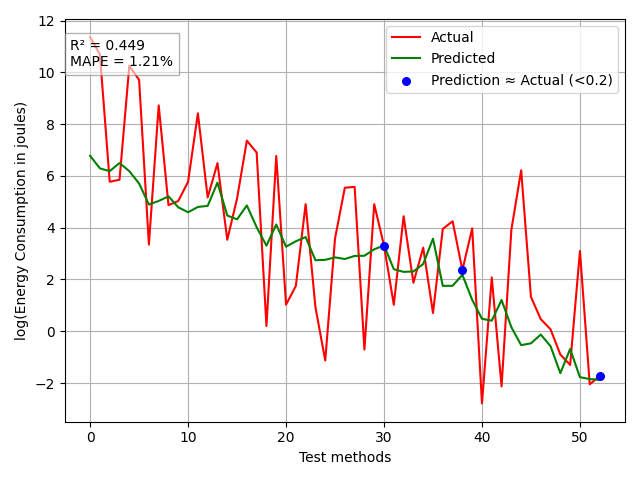 R² = 0.449
MAPE = 1.21%
Actual
Predicted
Prediction ≈ Actual (<0.2)
log(Energy Consumption in joules)
12
10
8
6
4
2
0
−2
0 10 20 30 40 50
Test methods